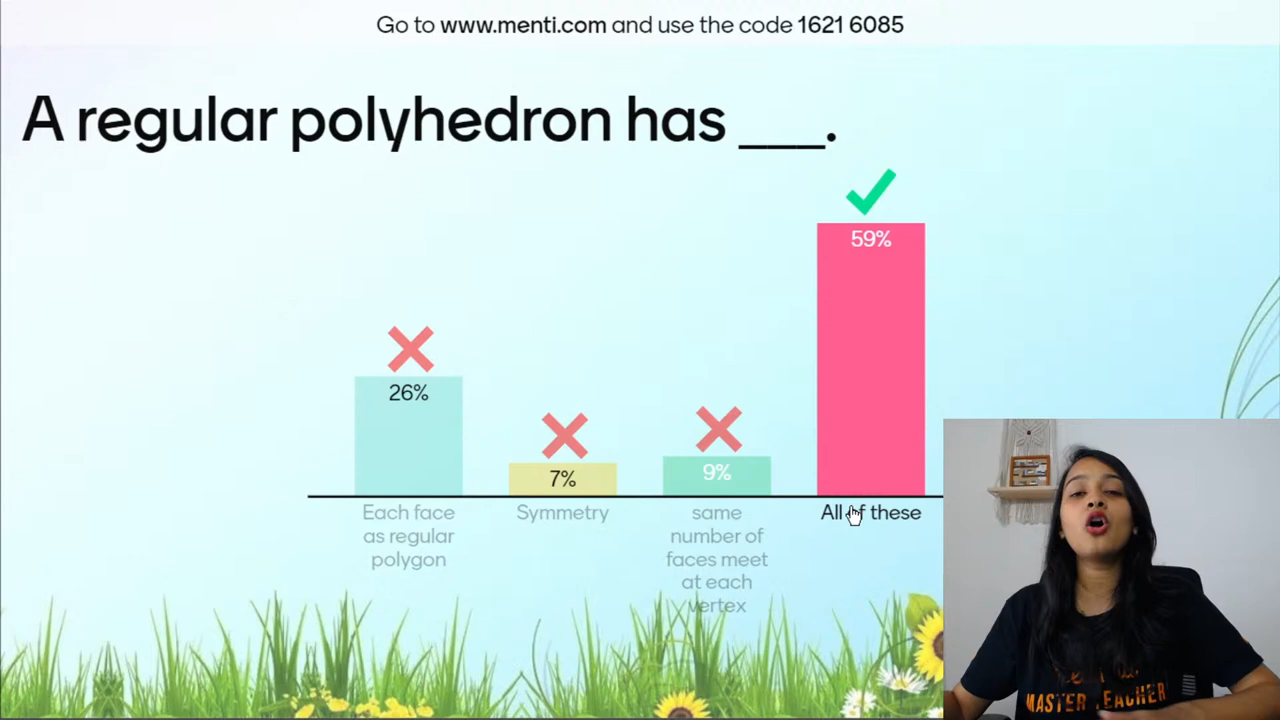 Go to www.menti.com and use the code 1621 6085
A regular polyhedron has ___.
59%
26%
7%
9%
Each face
as regular
polygon
Symmetry
same
number of
faces meet
at each
vertex
All of these
MASTER TEACHER